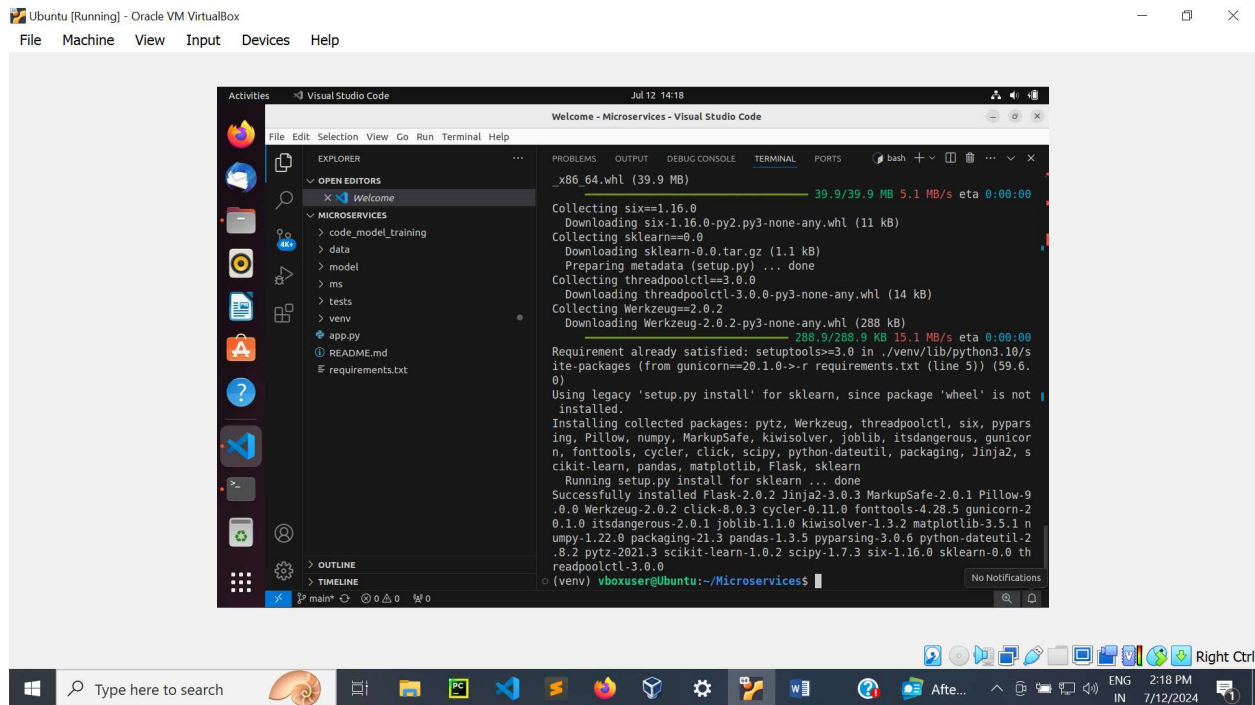 Ubuntu [Running] - Oracle VM VirtualBox
File Machine View Input Devices Help
Activities Visual Studio Code Jul 12 14:18
Welcome - Microservices - Visual Studio Code
File Edit Selection View Go Run Terminal Help
EXPLORER
OPEN EDITORS
Welcome
MICROSERVICES
code_model_training
data
model
ms
tests
venv
app.py
README.md
requirements.txt
OUTLINE
TIMELINE
4K+
PROBLEMS OUTPUT DEBUG CONSOLE TERMINAL PORTS bash
_x86_64.whl (39.9 MB)
39.9/39.9 MB 5.1 MB/s eta 0:00:00
Collecting six==1.16.0
Downloading six-1.16.0-py2.py3-none-any.whl (11 kB)
Collecting sklearn==0.0
Downloading sklearn-0.0.tar.gz (1.1 kB)
Preparing metadata (setup.py) ... done
Collecting threadpoolctl==3.0.0
Downloading threadpoolctl-3.0.0-py3-none-any.whl (14 kB)
Collecting Werkzeug==2.0.2
Downloading Werkzeug-2.0.2-py3-none-any.whl (288 kB)
288.9/288.9 KB 15.1 MB/s eta 0:00:00
Requirement already satisfied: setuptools>=3.0 in ./venv/lib/python3.10/s
ite-packages (from gunicorn==20.1.0->-r requirements.txt (line 5)) (59.6.
0)
Using legacy 'setup.py install' for sklearn, since package 'wheel' is not
installed.
Installing collected packages: pytz, Werkzeug, threadpoolctl, six, pypars
ing, Pillow, numpy, MarkupSafe, kiwisolver, joblib, itsdangerous, gunicor
n, fonttools, cycler, click, scipy, python-dateutil, packaging, Jinja2, s
cikit-learn, pandas, matplotlib, Flask, sklearn
Running setup.py install for sklearn ... done
Successfully installed Flask-2.0.2 Jinja2-3.0.3 MarkupSafe-2.0.1 Pillow-9
.0.0 Werkzeug-2.0.2 click-8.0.3 cycler-0.11.0 fonttools-4.28.5 gunicorn-2
0.1.0 itsdangerous-2.0.1 joblib-1.1.0 kiwisolver-1.3.2 matplotlib-3.5.1 n
umpy-1.22.0 packaging-21.3 pandas-1.3.5 pyparsing-3.0.6 python-dateutil-2
.8.2 pytz-2021.3 scikit-learn-1.0.2 scipy-1.7.3 six-1.16.0 sklearn-0.0 th
readpoolctl-3.0.0
(venv) vboxuser@Ubuntu:~/Microservices$
No Notifications
main* 0 0 0
Right Ctrl
Type here to search
Afte...
ENG
IN
2:18 PM
7/12/2024
1